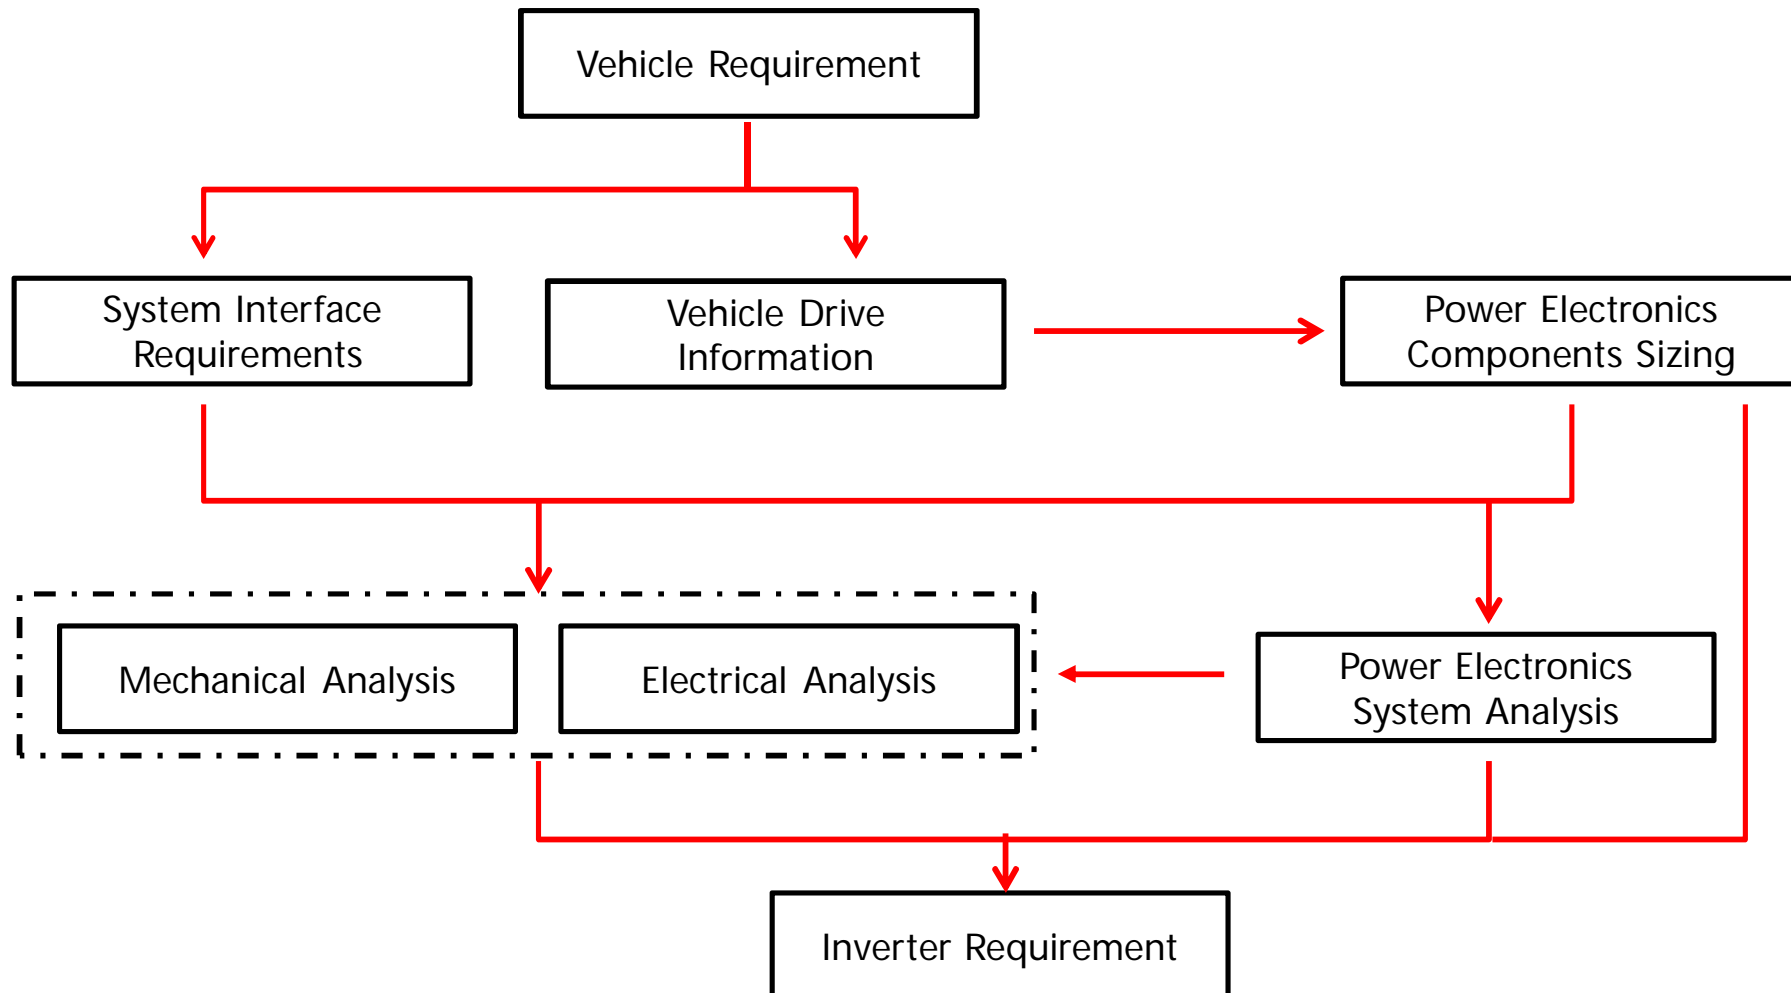 Vehicle Requirement
System Interface
Requirements
Vehicle Drive
Information
Power Electronics
Components Sizing
Mechanical Analysis
Electrical Analysis
Power Electronics
System Analysis
Inverter Requirement